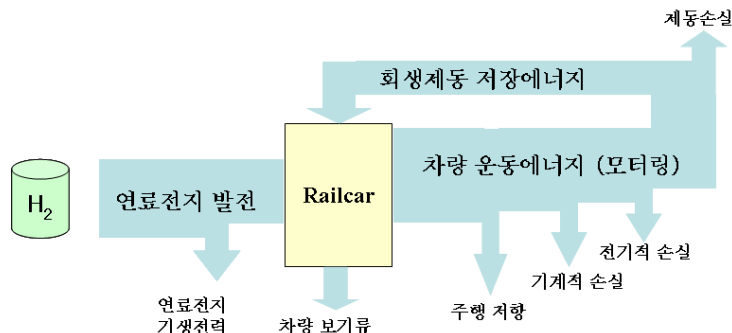 제동손실
회생제동 저장에너지
차량 운동에너지 (모터링)
H2
연료전지 발전
Railcar
전기적 손실
기계적 손실
주행 저항
연료전지
기생전력
차량 보기류